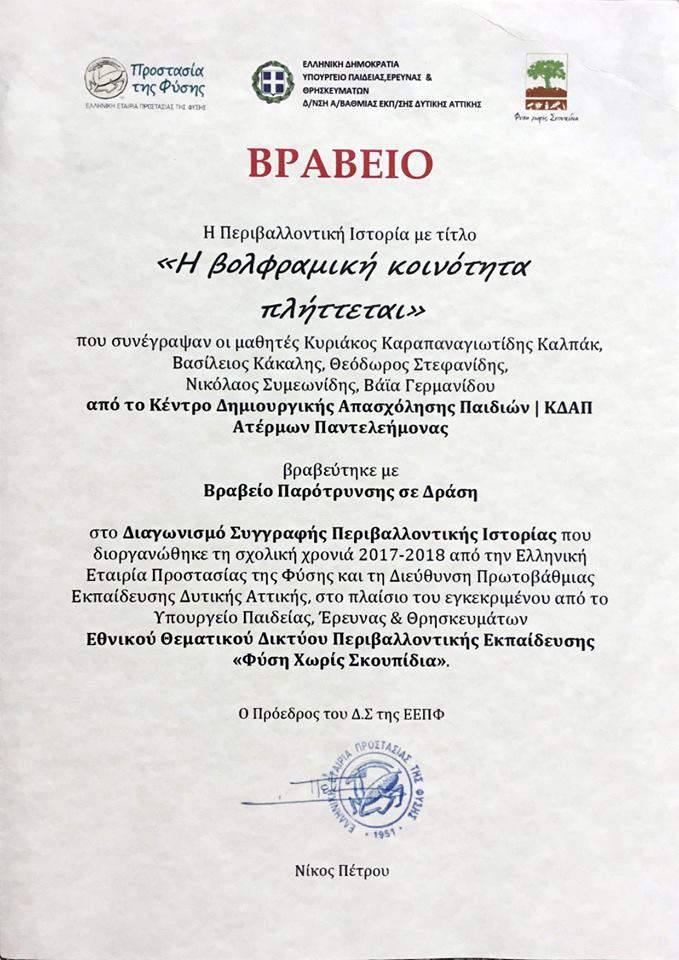 Προστασία
της Φύσης
ΕΛΛΗΝΙΚΗ ΕΤΑΙΡΙΑ ΠΡΟΣΤΑΣΙΑΣ ΤΗΣ ΦΥΣΗΣ
ΕΛΛΗΝΙΚΗ ΔΗΜΟΚΡΑΤΙΑ
ΥΠΟΥΡΓΕΙΟ ΠΑΙΔΕΙΑΣ,ΕΡΕΥΝΑΣ &
ΘΡΗΣΚΕΥΜΑΤΩΝ
Δ/ΝΣΗ Α/ΒΑΘΜΙΑΣ ΕΚΠ/ΣΗΣ ΔΥΤΙΚΗΣ ΑΤΤΙΚΗΣ
Φύση χωρίς Σκουπίδια
ΒΡΑΒΕΙΟ
Η Περιβαλλοντική Ιστορία με τίτλο
«Η βολφραμική κοινότητα
πλήττεται»
που συνέγραψαν οι μαθητές Κυριάκος Καραπαναγιωτίδης Καλπάκ,
Βασίλειος Κάκαλης, Θεόδωρος Στεφανίδης,
Νικόλαος Συμεωνίδης, Βάϊα Γερμανίδου
από το Κέντρο Δημιουργικής Απασχόλησης Παιδιών | ΚΔΑΠ
Ατέρμων Παντελεήμονας
βραβεύτηκε με
Βραβείο Παρότρυνσης σε Δράση
στο Διαγωνισμό Συγγραφής Περιβαλλοντικής Ιστορίας που
διοργανώθηκε τη σχολική χρονιά 2017-2018 από την Ελληνική
Εταιρία Προστασίας της Φύσης και τη Διεύθυνση Πρωτοβάθμιας
Εκπαίδευσης Δυτικής Αττικής, στο πλαίσιο του εγκεκριμένου από το
Υπουργείο Παιδείας, Έρευνας & Θρησκευμάτων
Εθνικού Θεματικού Δικτύου Περιβαλλοντικής Εκπαίδευσης
«Φύση Χωρίς Σκουπίδια».
Ο Πρόεδρος του Δ.Σ της ΕΕΠΦ
ΕΛΛΗΝΙΚΗ ΕΤΑΙΡΙΑ ΠΡΟΣΤΑΣΙΑΣ ΤΗΣ ΦΥΣΗΣ
· 1951 ·
Νίκος Πέτρου